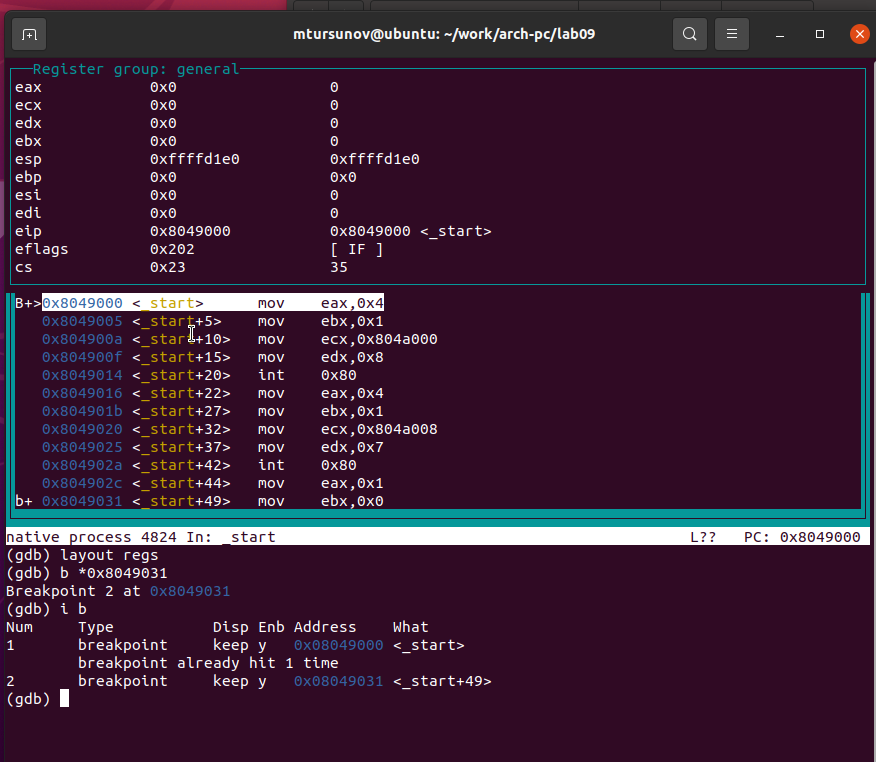 mtursunov@ubuntu: ~/work/arch-pc/lab09
Register group: general
eax 0x0 0
ecx 0x0 0
edx 0x0 0
ebx 0x0 0
esp 0xffffd1e0 0xffffd1e0
ebp 0x0 0x0
esi 0x0 0
edi 0x0 0
eip 0x8049000 0x8049000 <_start>
eflags 0x202 [ IF ]
cs 0x23 35
B+>0x8049000 <_start> mov eax,0x4
0x8049005 <_start+5> mov ebx,0x1
0x804900a <_start+10> mov ecx,0x804a000
0x804900f <_start+15> mov edx,0x8
0x8049014 <_start+20> int 0x80
0x8049016 <_start+22> mov eax,0x4
0x804901b <_start+27> mov ebx,0x1
0x8049020 <_start+32> mov ecx,0x804a008
0x8049025 <_start+37> mov edx,0x7
0x804902a <_start+42> int 0x80
0x804902c <_start+44> mov eax,0x1
b+ 0x8049031 <_start+49> mov ebx,0x0
native process 4824 In: _start L?? PC: 0x8049000
(gdb) layout regs
(gdb) b *0x8049031
Breakpoint 2 at 0x8049031
(gdb) i b
Num Type Disp Enb Address What
1 breakpoint keep y 0x08049000 <_start>
breakpoint already hit 1 time
2 breakpoint keep y 0x08049031 <_start+49>
(gdb)